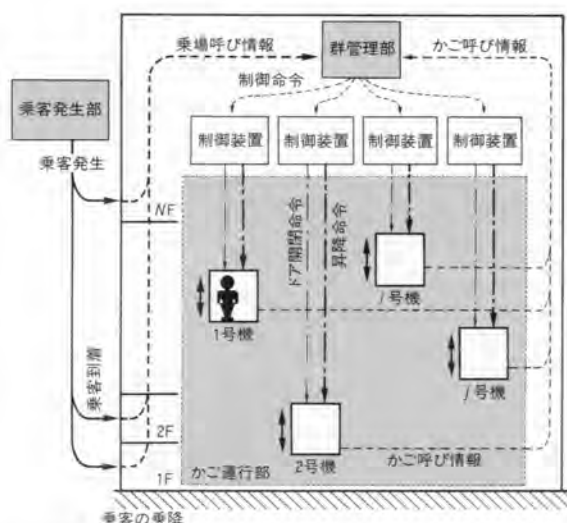 乗場呼び情報
群管理部
かご呼び情報
制御命令
乗客発生部
制御装置
制御装置
制御装置
制御装置
乗客発生
NF
ドア開閉命令
昇降命令
i号機
1号機
j号機
乗客到着
2F
2号機
かご呼び情報
かご運行部
1F
乗客の乗降